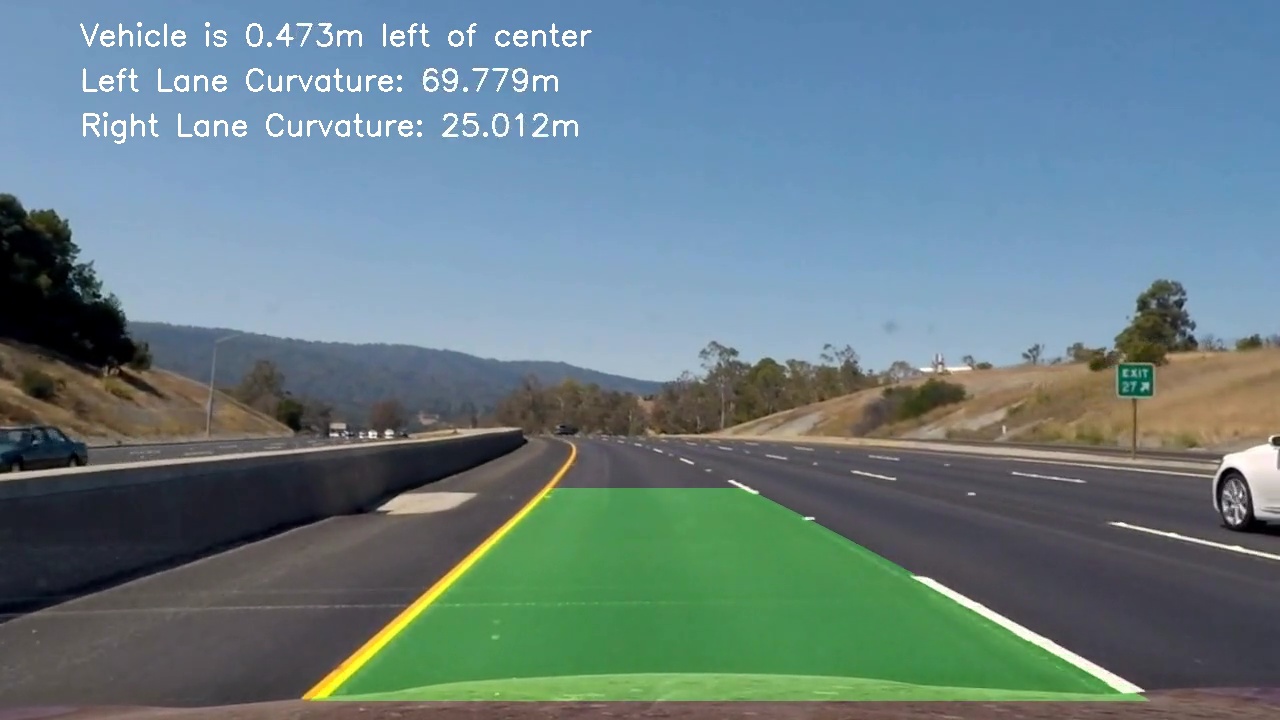 Vehicle is 0.473m left of center
Left Lane Curvature: 69.779m
Right Lane Curvature: 25.012m
EXIT
27 ↗